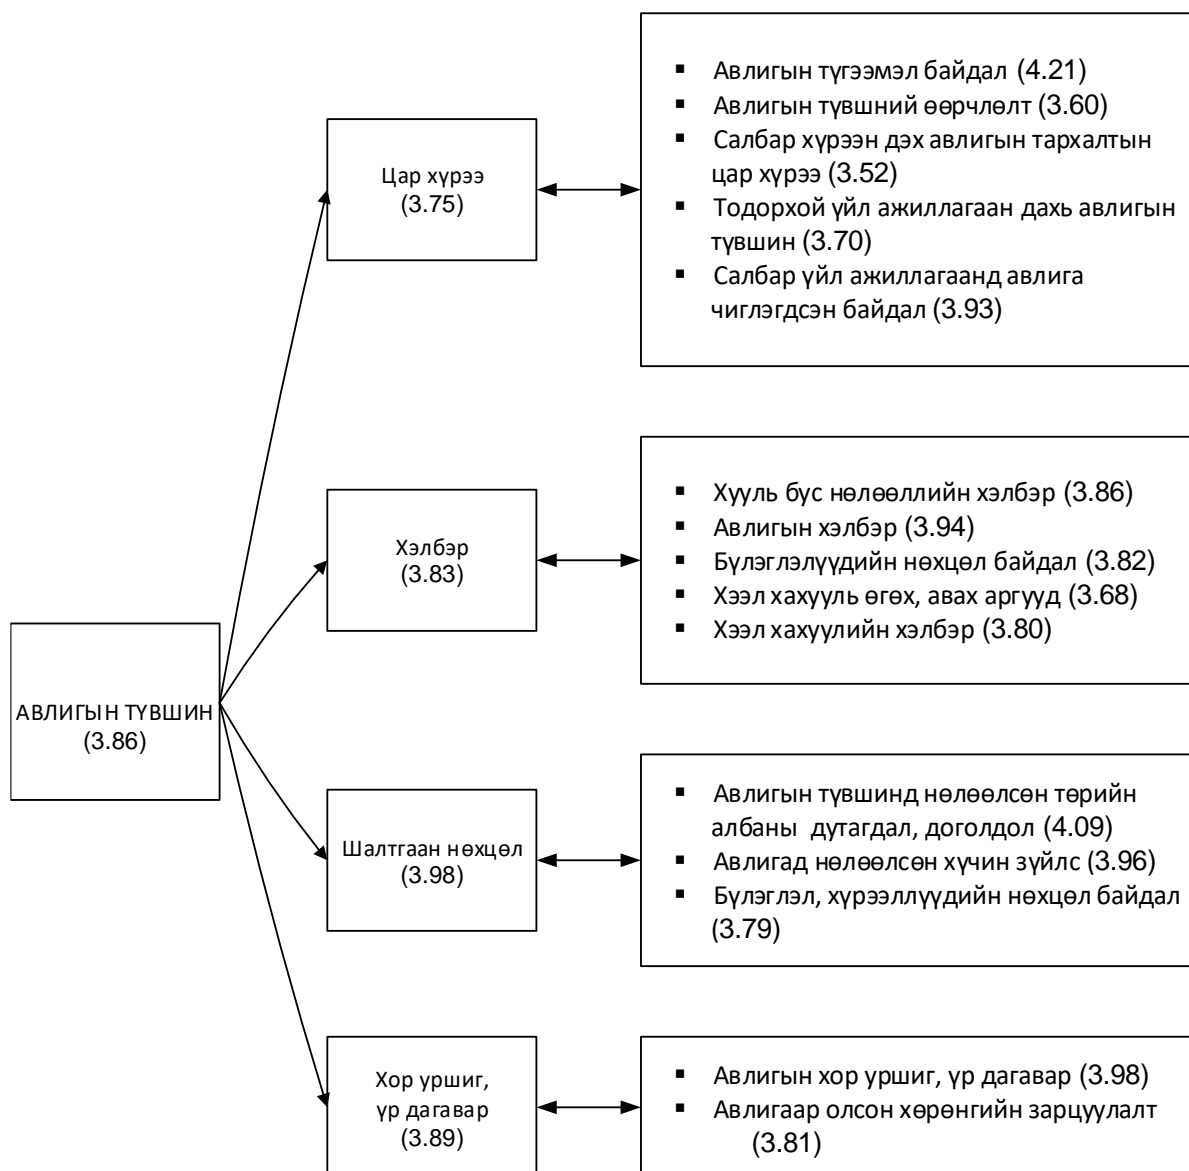 ▪ Авлигын түгээмэл байдал (4.21)
▪ Авлигын түвшний өөрчлөлт (3.60)
▪ Салбар хүрээн дэх авлигын тархалтын
цар хүрээ (3.52)
▪ Тодорхой үйл ажиллагаан дахь авлигын
түвшин (3.70)
▪ Салбар үйл ажиллагаанд авлига
чиглэгдсэн байдал (3.93)
Цар хүрээ
(3.75)
▪ Хууль бус нөлөөллийн хэлбэр (3.86)
▪ Авлигын хэлбэр (3.94)
▪ Бүлэглэлүүдийн нөхцөл байдал (3.82)
▪ Хээл хахууль өгөх, авах аргууд (3.68)
▪ Хээл хахуулийн хэлбэр (3.80)
Хэлбэр
(3.83)
АВЛИГЫН ТҮВШИН
(3.86)
▪ Авлигын түвшинд нөлөөлсөн төрийн
албаны дутагдал, доголдол (4.09)
▪ Авлигад нөлөөлсөн хүчин зүйлс (3.96)
▪ Бүлэглэл, хүрээллүүдийн нөхцөл байдал
(3.79)
Шалтгаан нөхцөл
(3.98)
▪ Авлигын хор уршиг, үр дагавар (3.98)
▪ Авлигаар олсон хөрөнгийн зарцуулалт
(3.81)
Хор уршиг,
үр дагавар
(3.89)